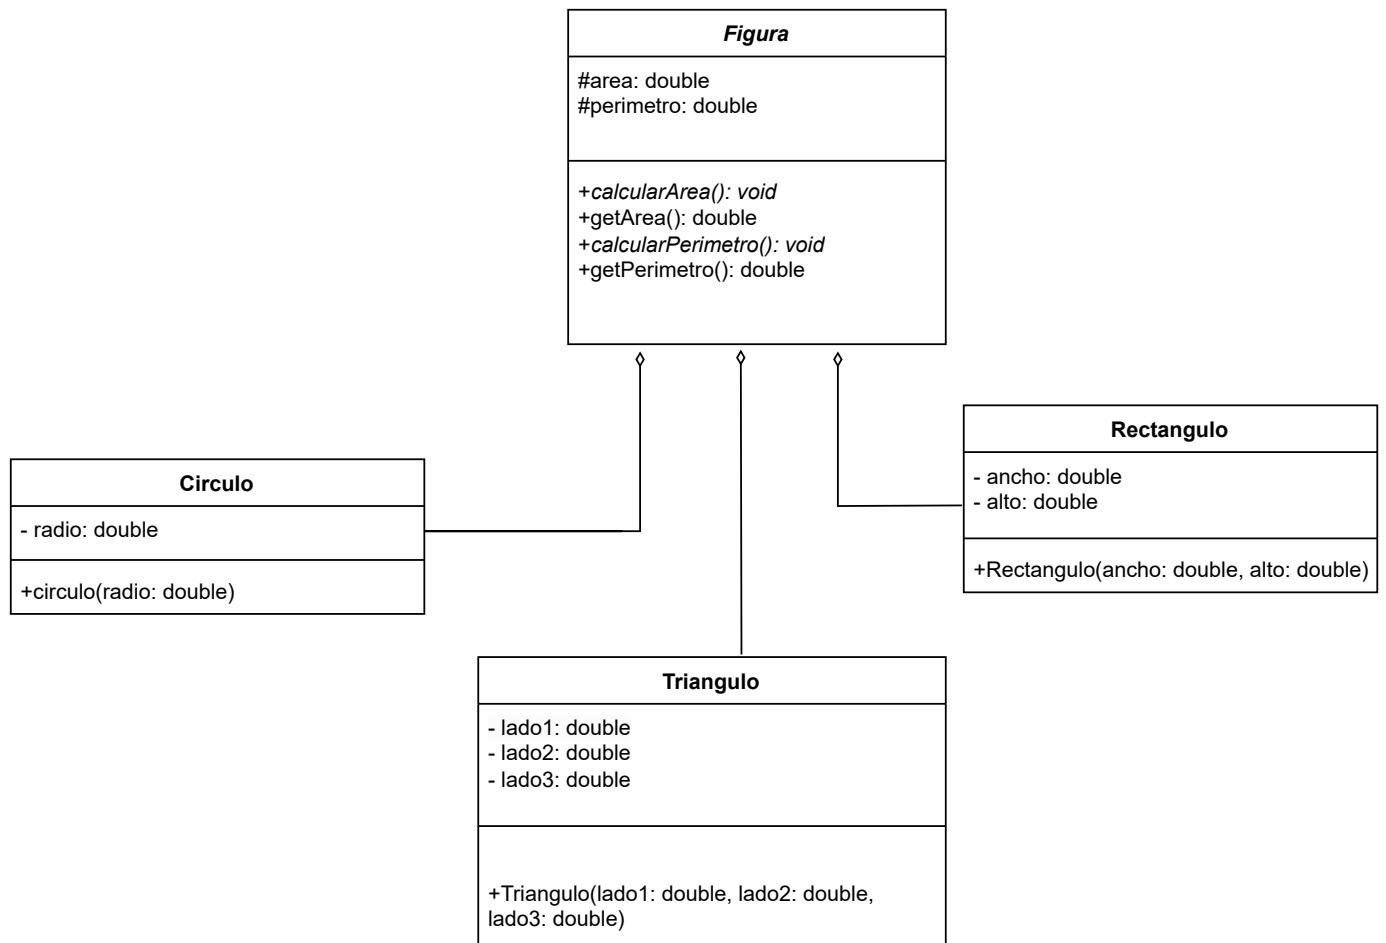 Figura
#area: double
#perimetro: double
+calcularArea(): void
+getArea(): double
+calcularPerimetro(): void
+getPerimetro(): double
Rectangulo
- ancho: double
- alto: double
+Rectangulo(ancho: double, alto: double)
Circulo
- radio: double
+circulo(radio: double)
Triangulo
- lado1: double
- lado2: double
- lado3: double
+Triangulo(lado1: double, lado2: double,
lado3: double)